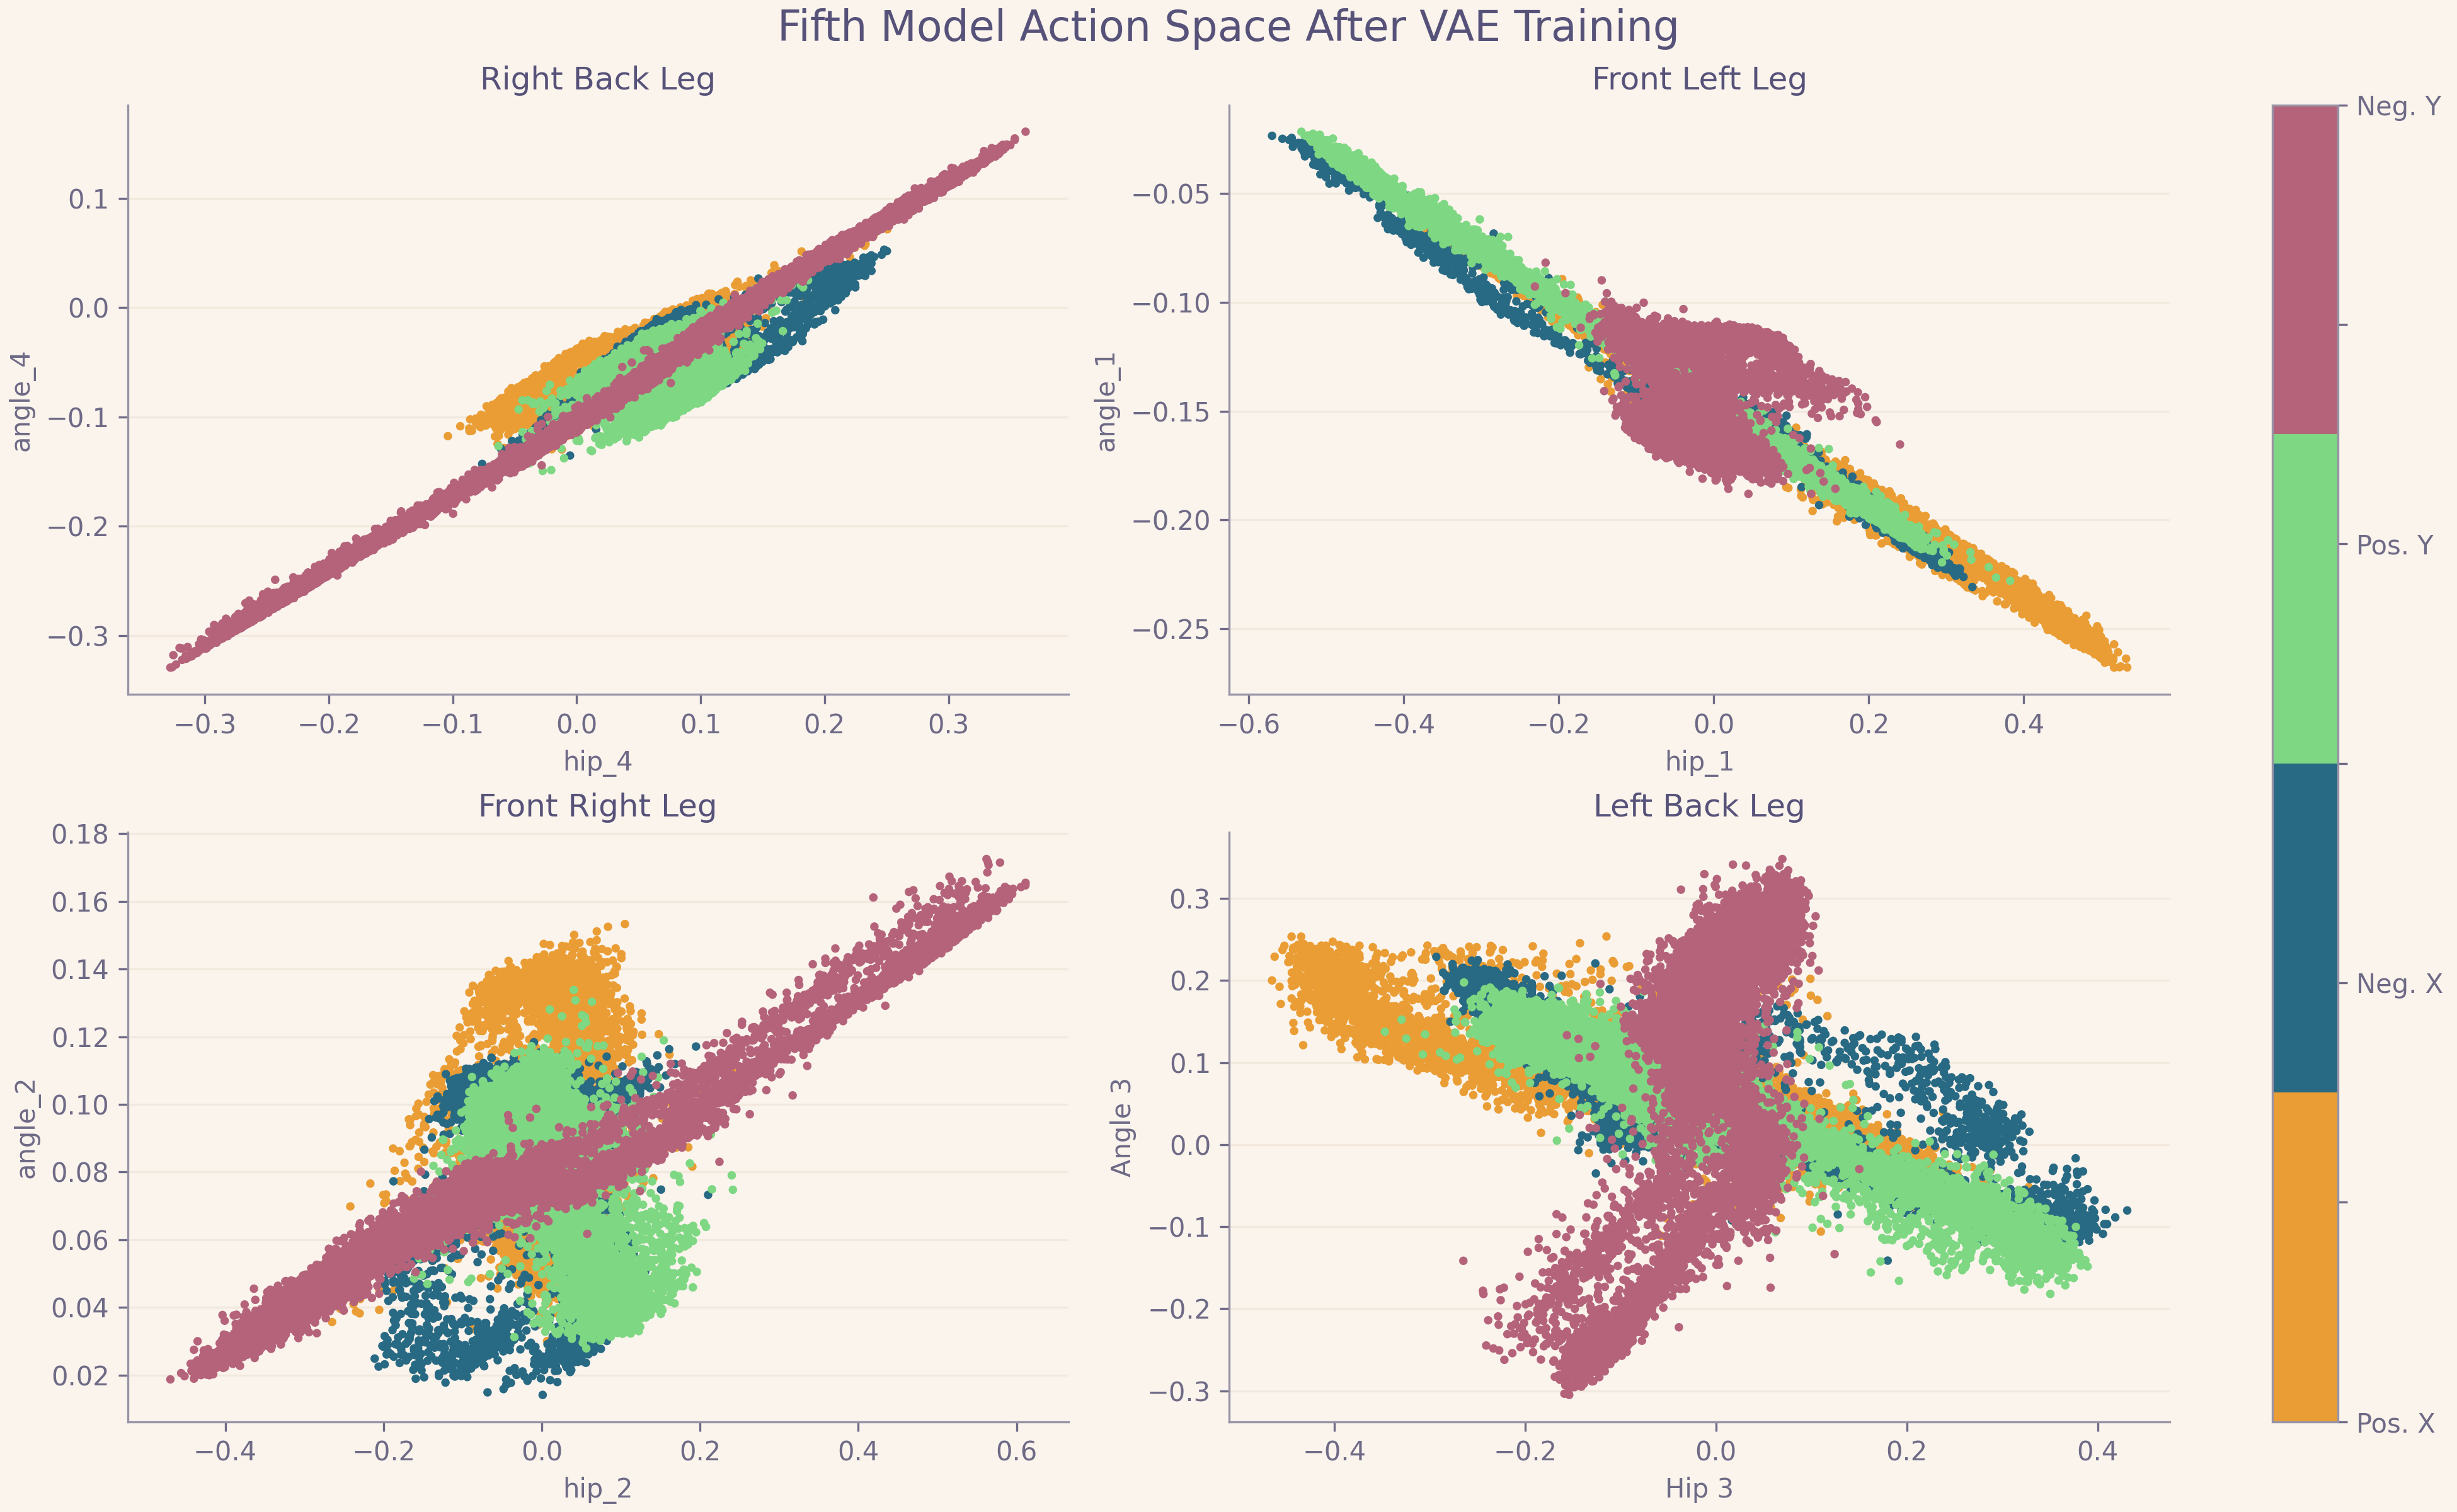 Fifth Model Action Space After VAE Training
Right Back Leg
angle_4
0.1
0.0
−0.1
−0.2
−0.3
−0.3 −0.2 −0.1 0.0 0.1 0.2 0.3
hip_4
Front Left Leg
angle_1
−0.05
−0.10
−0.15
−0.20
−0.25
−0.6 −0.4 −0.2 0.0 0.2 0.4
hip_1
Front Right Leg
angle_2
0.18
0.16
0.14
0.12
0.10
0.08
0.06
0.04
0.02
−0.4 −0.2 0.0 0.2 0.4 0.6
hip_2
Left Back Leg
Angle 3
0.3
0.2
0.1
0.0
−0.1
−0.2
−0.3
−0.4 −0.2 0.0 0.2 0.4
Hip 3
Neg. Y
Pos. Y
Neg. X
Pos. X